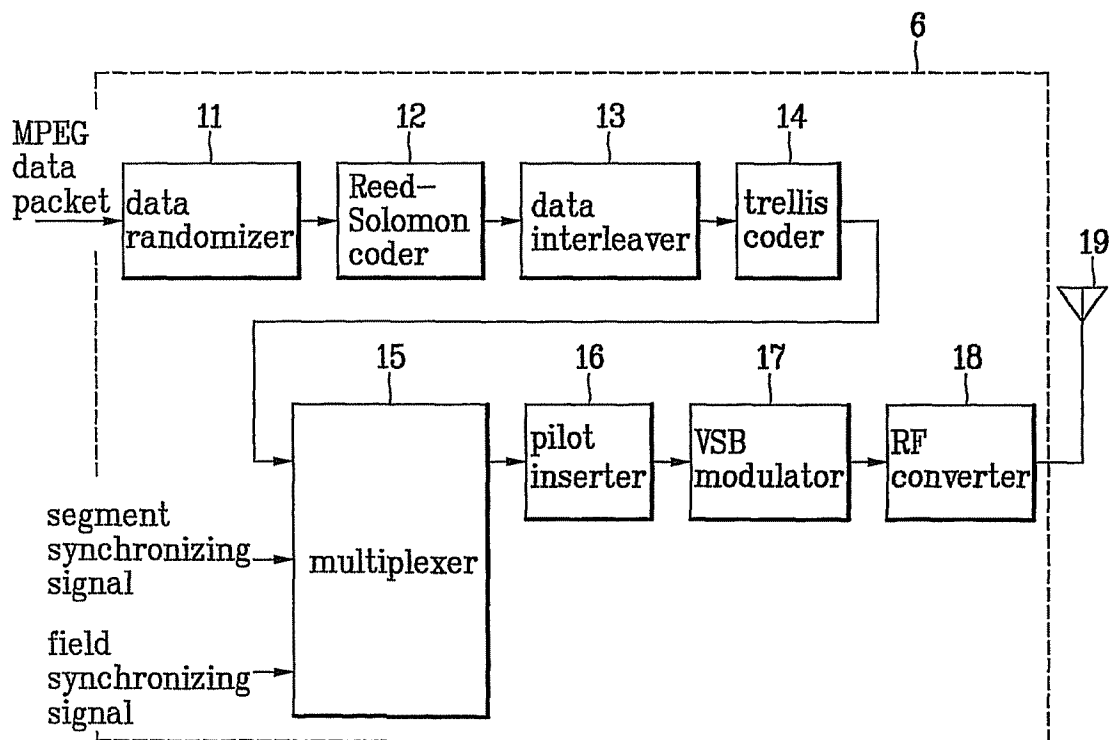 6
MPEG
data
packet
11
data
randomizer
12
Reed-
Solomon
coder
13
data
interleaver
14
trellis
coder
19
15
multiplexer
16
pilot
inserter
17
VSB
modulator
18
RF
converter
segment
synchronizing
signal
field
synchronizing
signal